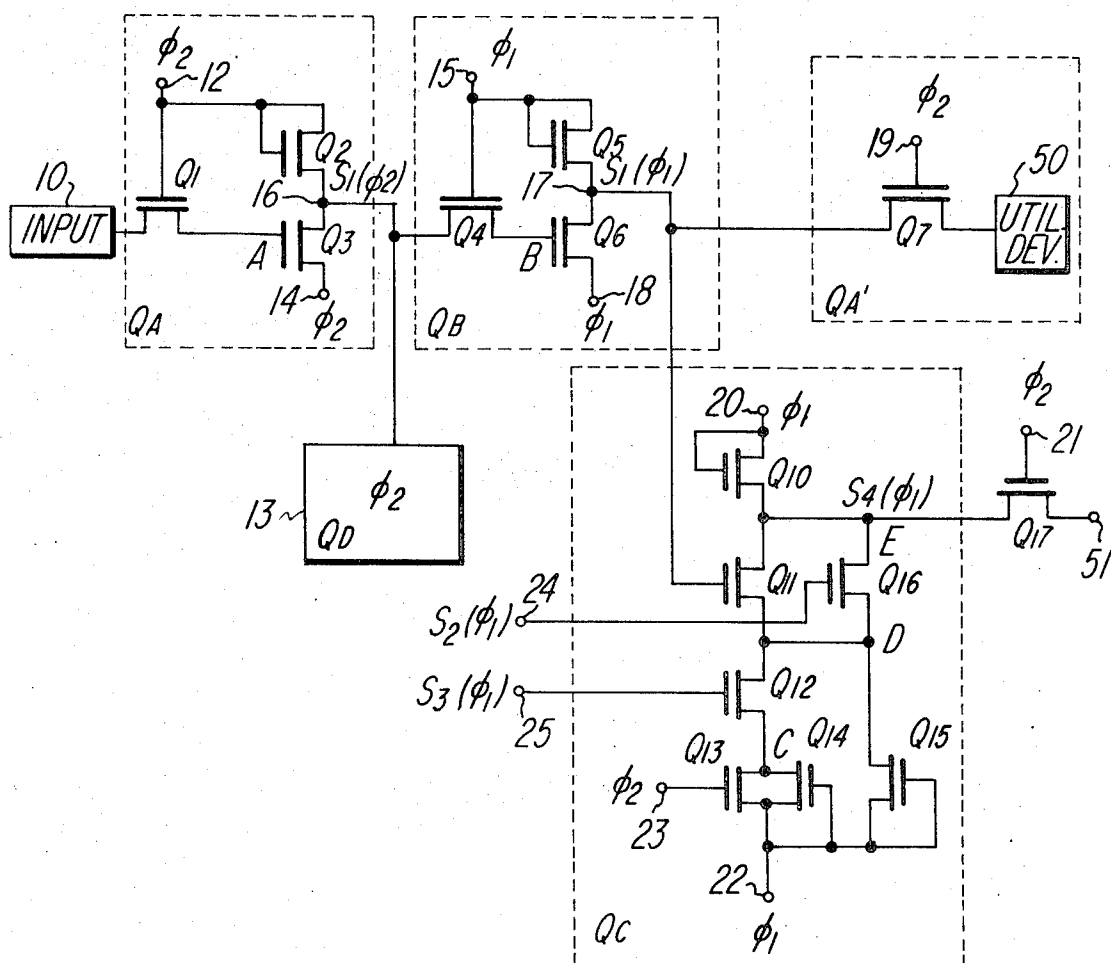 ϕ2
12
Q2
S1(ϕ2)
16
Q1
10
INPUT
A
Q3
14
ϕ2
QA
ϕ1
15
Q5
S1(ϕ1)
17
Q4
B
Q6
18
ϕ1
QB
ϕ2
19
50
Q7
UTIL.
DEV.
QA'
13
ϕ2
QD
20
ϕ1
Q10
S4(ϕ1)
ϕ2
21
Q17
51
E
Q11
Q16
24
S2(ϕ1)
D
S3(ϕ1)
25
Q12
Q13
C
Q14
Q15
ϕ2
23
22
ϕ1
QC